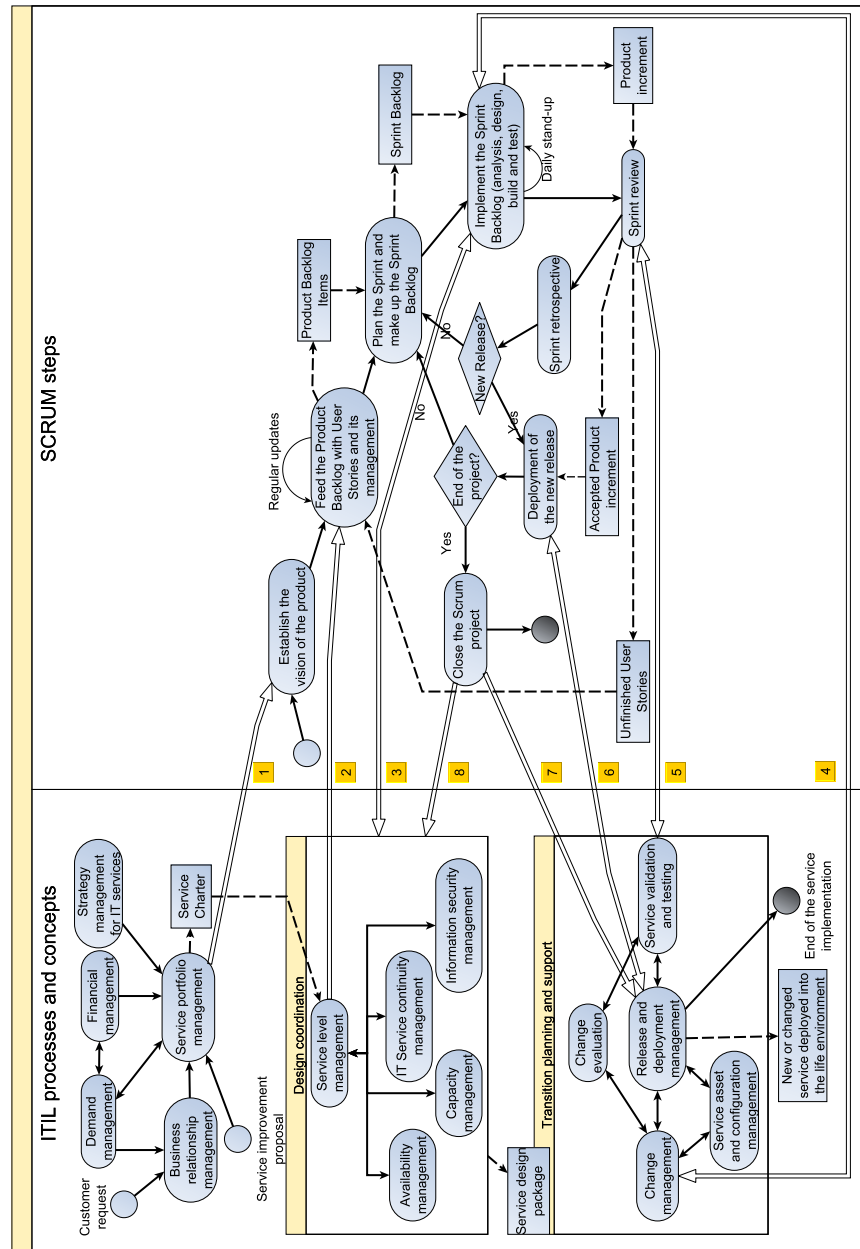 ITIL processes and concepts
SCRUM steps
Customer
request
Demand
management
Financial management
Strategy
management
for IT services
Business
relationship
management
Service portfolio
management
Service
Charter
Service improvement
proposal
Design coordination
Service level
management
Availability
management
Capacity
management
IT Service continuity
management
Information security
management
Service design
package
Transition planning and support
Change
management
Change
evaluation
Service asset
and configuration
management
Release and
deployment
management
Service validation
and testing
New or changed
service deployed into
the life environment
End of the service
implementation
1
2
3
8
7
6
5
4
Establish the
vision of the product
Regular updates
Feed the Product
Backlog with User
Stories and its
management
Product Backlog
Items
Plan the Sprint and
make up the Sprint
Backlog
Sprint Backlog
Close the Scrum
project
Yes
End of the
project?
No
New Release?
No
Yes
Deployment of
the new release
Sprint retrospective
Implement the Sprint
Backlog (analysis, design,
build and test)
Daily stand-up
Product
increment
Sprint review
Accepted Product
increment
Unfinished User
Stories